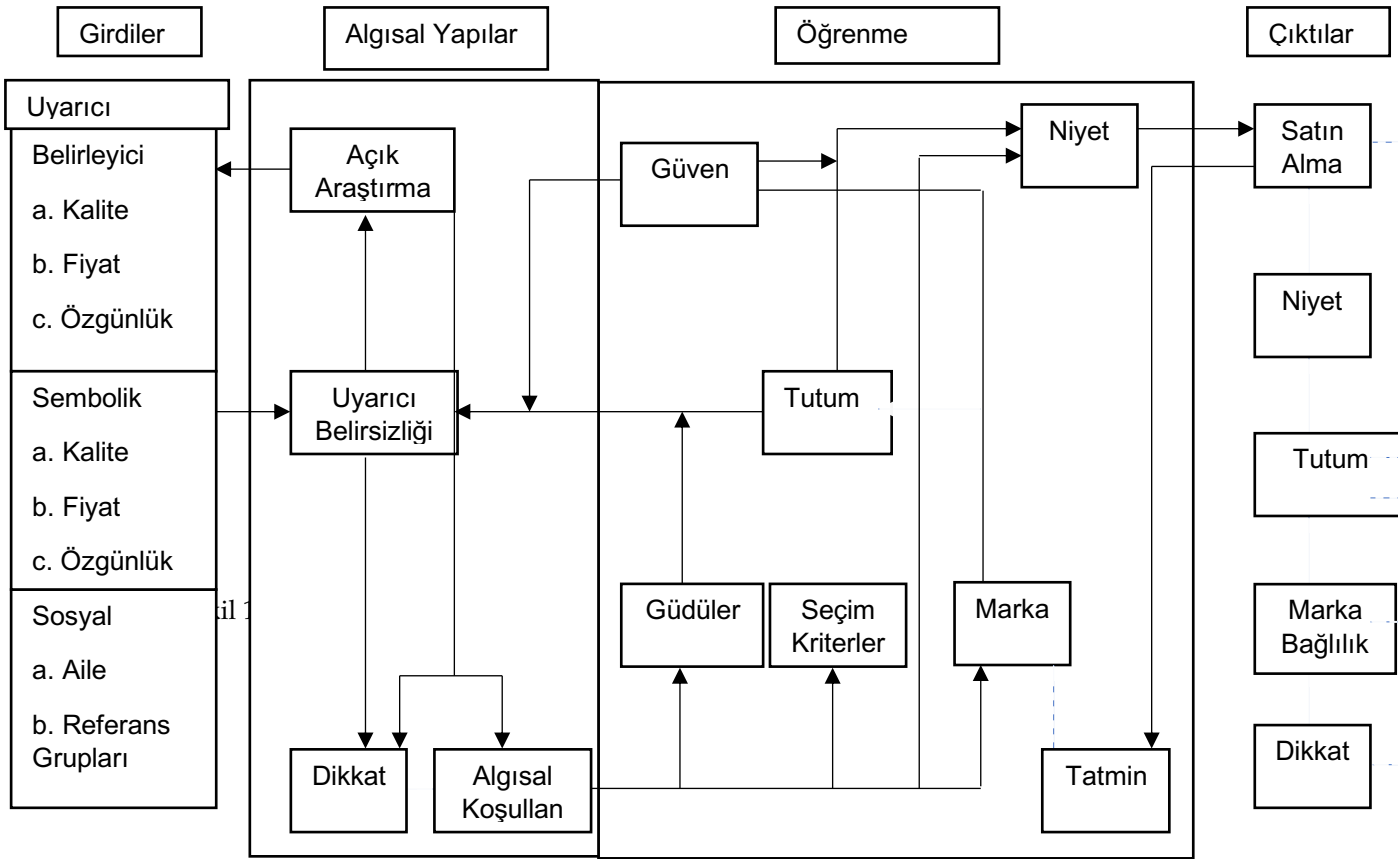 Girdiler
Algısal Yapılar
Öğrenme
Çıktılar
Uyarıcı
Belirleyici
a. Kalite
b. Fiyat
c. Özgünlük
Sembolik
a. Kalite
b. Fiyat
c. Özgünlük
Sosyal
a. Aile
b. Referans
Grupları
Açık
Araştırma
Uyarıcı
Belirsizliği
Dikkat
Algısal
Koşullan
Güven
Niyet
Tutum
Güdüler
Seçim
Kriterler
Marka
Tatmin
Satın
Alma
Niyet
Tutum
Marka
Bağlılık
Dikkat